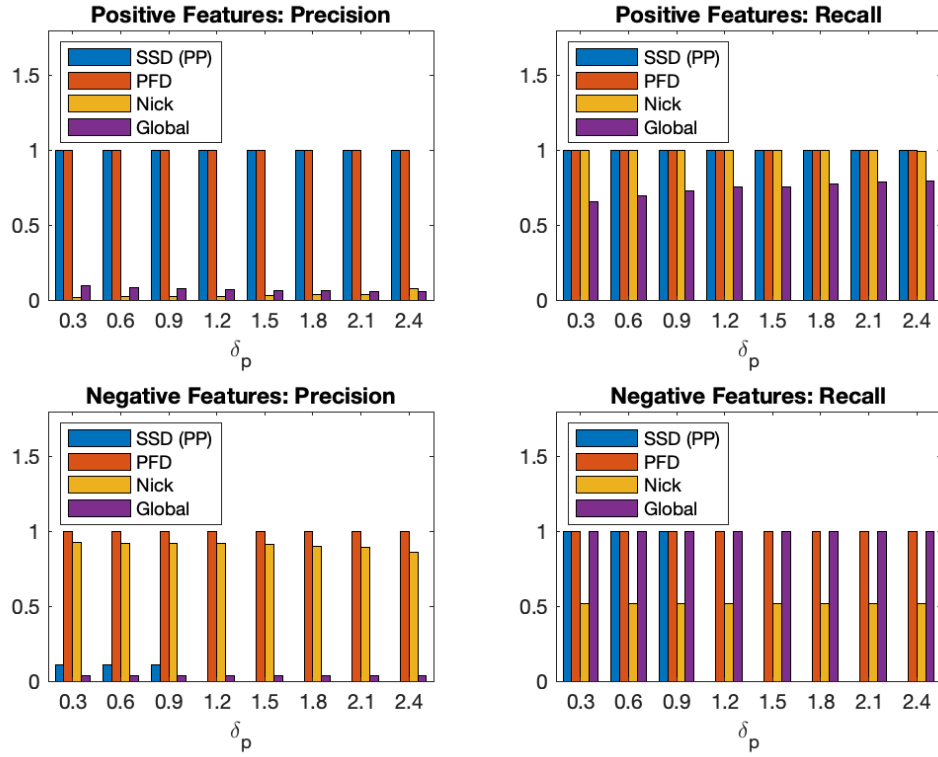 Positive Features: Precision
SSD (PP)
PFD
Nick
Global
1.5
1
0.5
0
0.3 0.6 0.9 1.2 1.5 1.8 2.1 2.4
δp
Positive Features: Recall
SSD (PP)
PFD
Nick
Global
1.5
1
0.5
0
0.3 0.6 0.9 1.2 1.5 1.8 2.1 2.4
δp
Negative Features: Precision
SSD (PP)
PFD
Nick
Global
1.5
1
0.5
0
0.3 0.6 0.9 1.2 1.5 1.8 2.1 2.4
δp
Negative Features: Recall
SSD (PP)
PFD
Nick
Global
1.5
1
0.5
0
0.3 0.6 0.9 1.2 1.5 1.8 2.1 2.4
δp